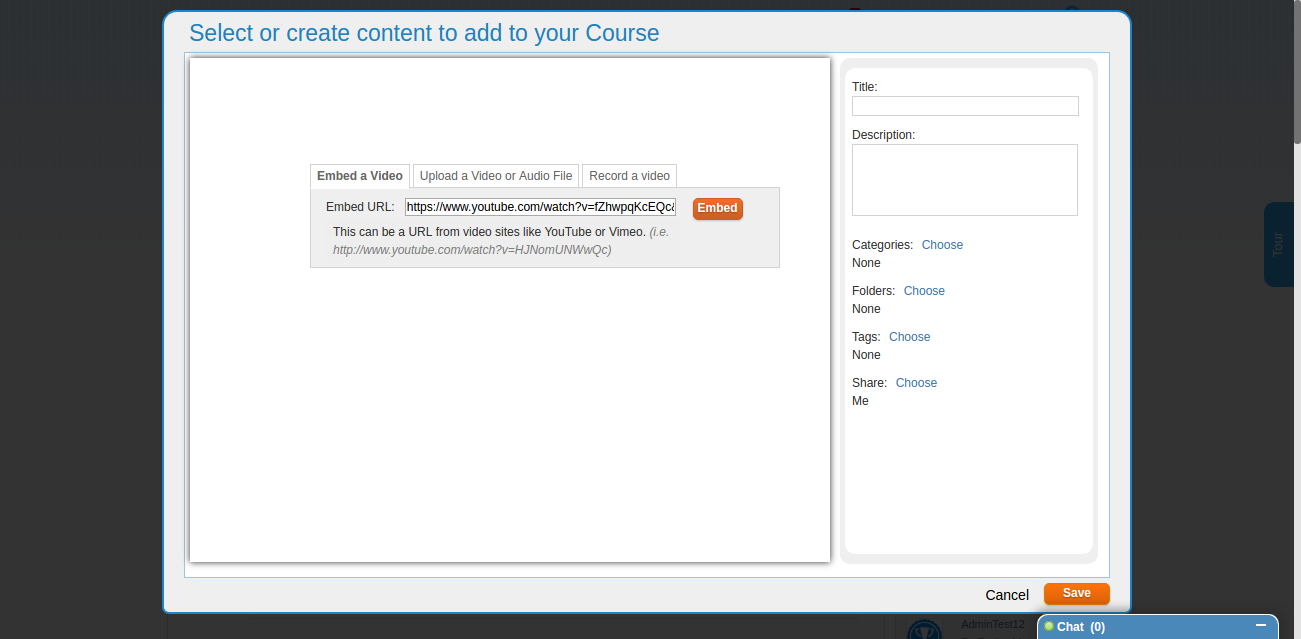 Select or create content to add to your Course
Embed a Video
Upload a Video or Audio File
Record a video
Embed URL:
https://www.youtube.com/watch?v=fZhwpqKcEQc&
Embed
This can be a URL from video sites like YouTube or Vimeo. (i.e.
http://www.youtube.com/watch?v=HJNomUNWwQc)
Title:
Description:
Categories: Choose
None
Folders: Choose
None
Tags: Choose
None
Share: Choose
Me
Tour
Cancel
Save
AdminTest12
Chat (0)